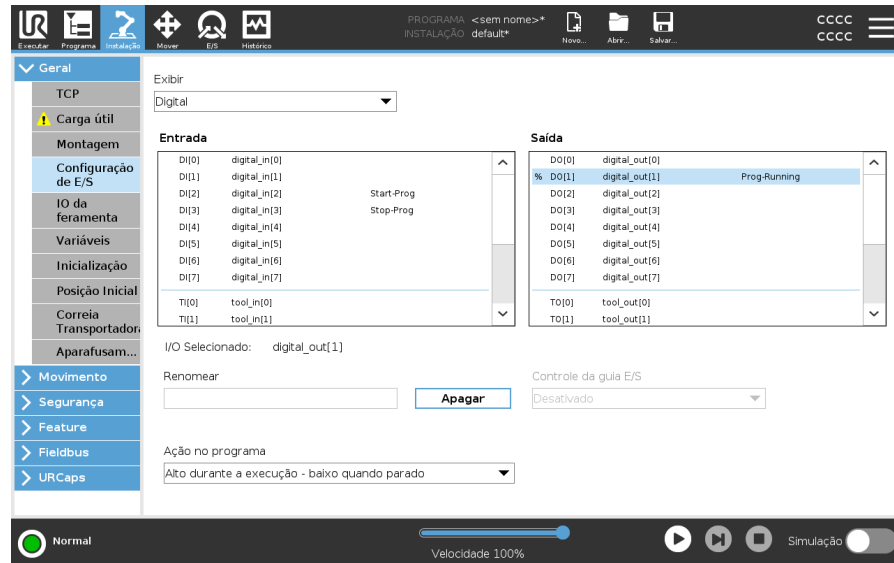 UR
PROGRAMA <sem nome>*
INSTALAÇÃO default*
CCCC
CCCC
Executar Programa Instalação Mover E/S Histórico Novo... Abrir... Salvar...
Geral
TCP
Carga útil
Montagem
Configuração
de E/S
IO da
feramenta
Variáveis
Inicialização
Posição Inicial
Correia
Transportadora
Aparafusam...
Movimento
Segurança
Feature
Fieldbus
URCaps
Exibir
Digital
Entrada
DI[0] digital_in[0]
DI[1] digital_in[1]
DI[2] digital_in[2] Start-Prog
DI[3] digital_in[3] Stop-Prog
DI[4] digital_in[4]
DI[5] digital_in[5]
DI[6] digital_in[6]
DI[7] digital_in[7]
TI[0] tool_in[0]
TI[1] tool_in[1]
Saída
DO[0] digital_out[0]
% DO[1] digital_out[1] Prog-Running
DO[2] digital_out[2]
DO[3] digital_out[3]
DO[4] digital_out[4]
DO[5] digital_out[5]
DO[6] digital_out[6]
DO[7] digital_out[7]
TO[0] tool_out[0]
TO[1] tool_out[1]
I/O Selecionado: digital_out[1]
Renomear
Apagar
Controle da guia E/S
Desativado
Ação no programa
Alto durante a execução - baixo quando parado
Normal
Velocidade 100%
Simulação